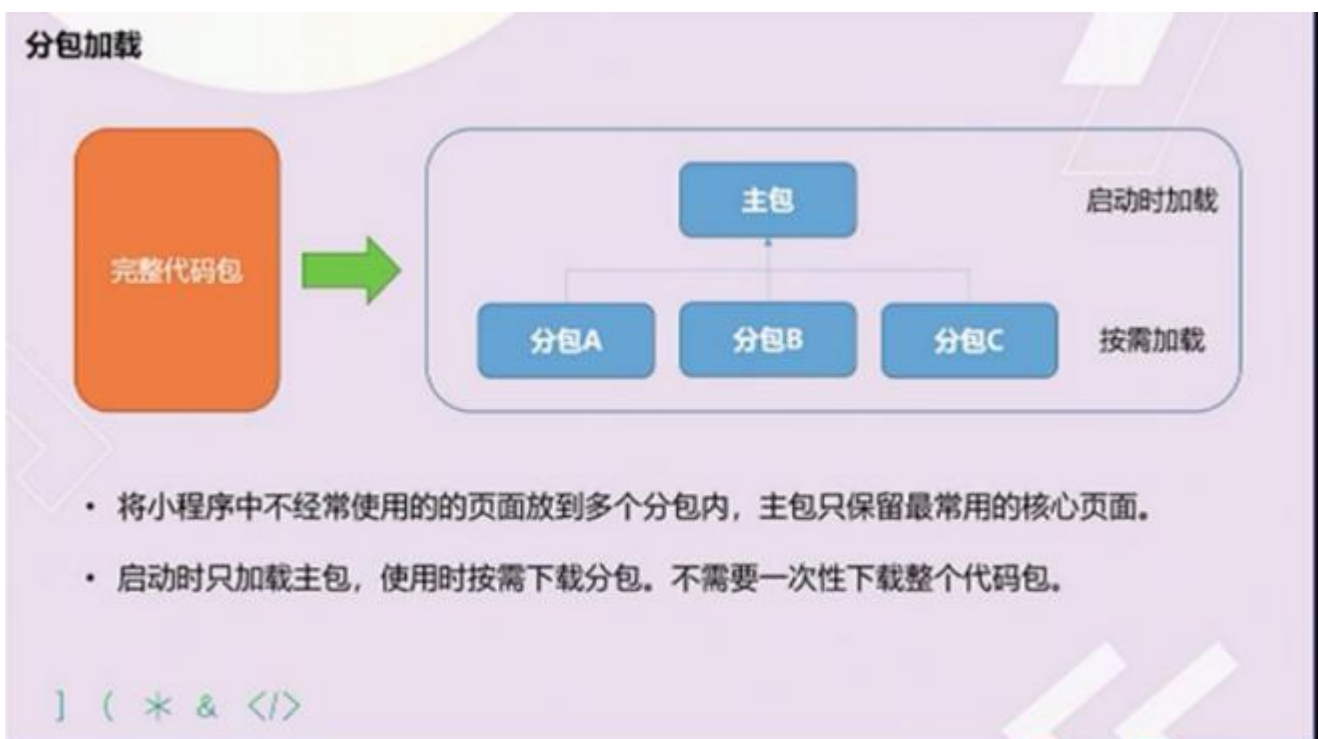 分包加载
完整代码包
主包
启动时加载
分包A
分包B
分包C
按需加载
• 将小程序中不经常使用的的页面放到多个分包内，主包只保留最常用的核心页面。
• 启动时只加载主包，使用时按需下载分包。不需要一次性下载整个代码包。
] ( * & </>